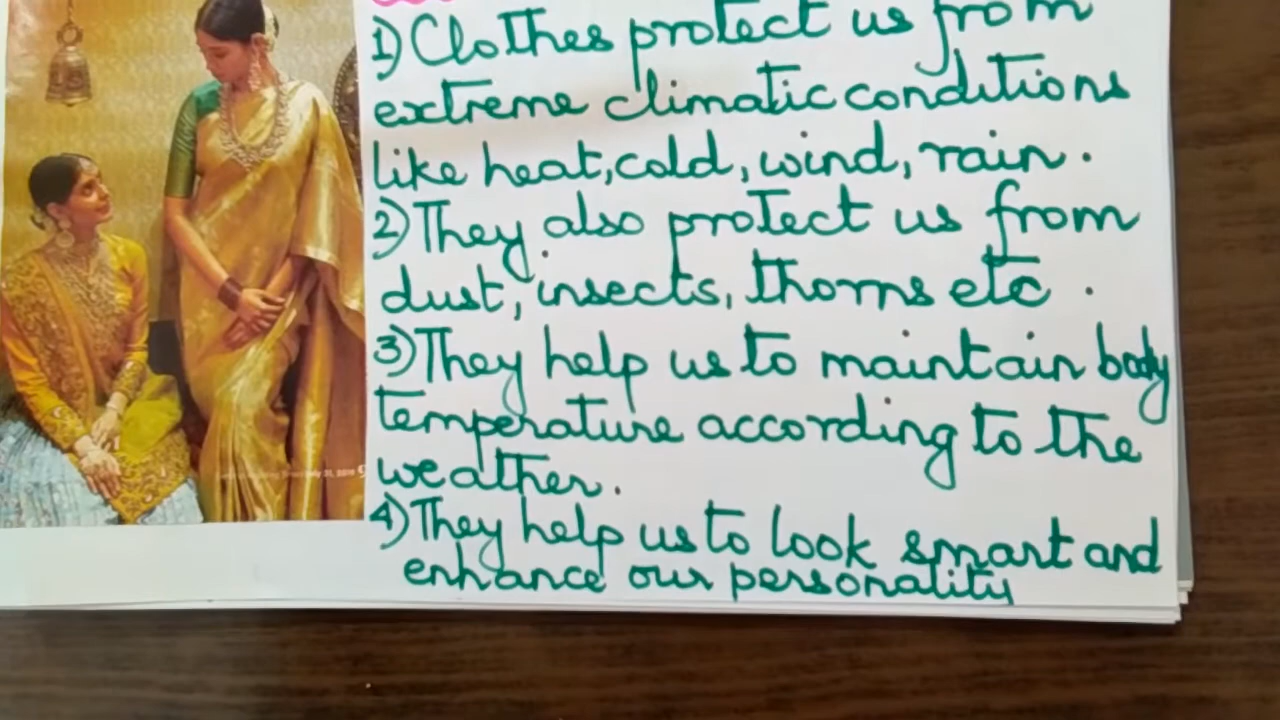 1) Clothes protect us from
extreme climatic conditions
like heat, cold, wind, rain.
2) They also protect us from
dust, insects, thorns etc.
3) They help us to maintain body
temperature according to the
weather.
4) They help us to look smart and
enhance our personality